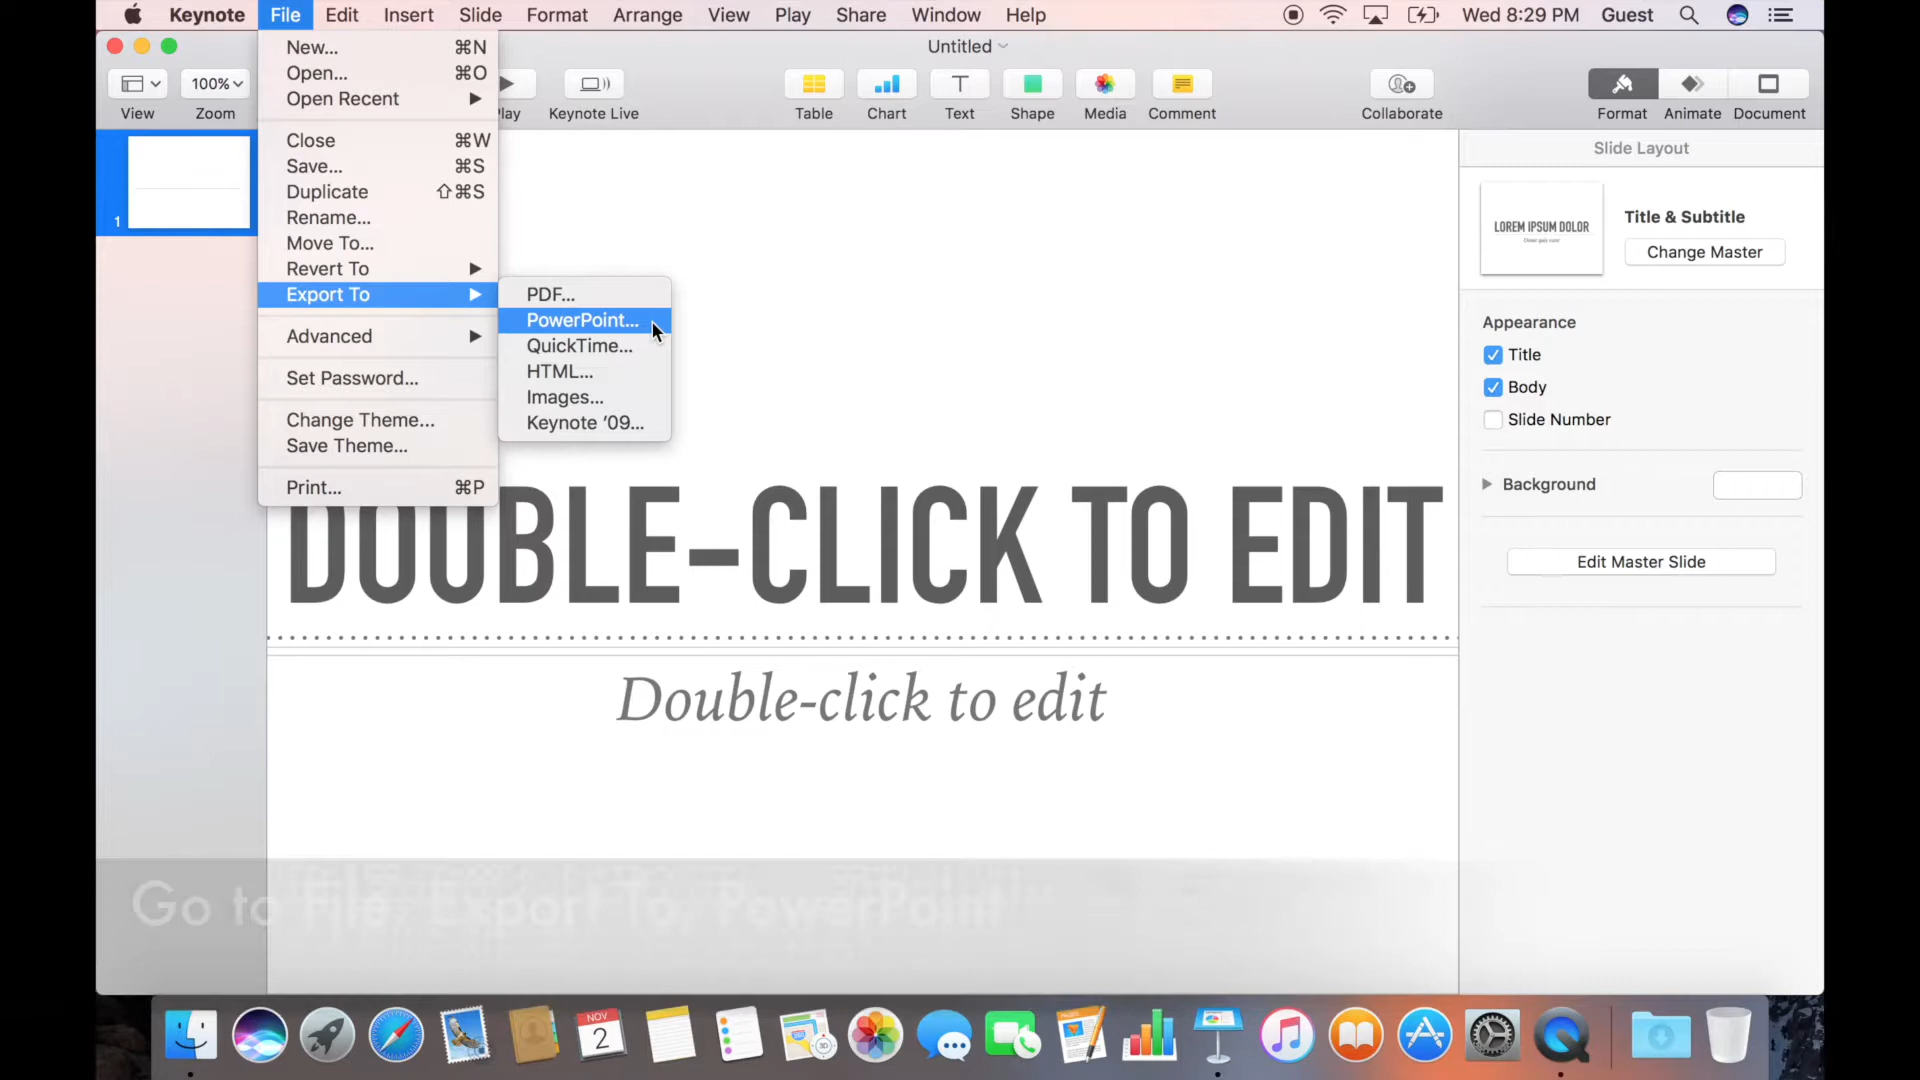 Keynote File Edit Insert Slide Format Arrange View Play Share Window Help Wed 8:29 PM Guest
Untitled
100%
View Zoom lay Keynote Live Table Chart Text Shape Media Comment Collaborate Format Animate Document
New... ⌘N
Open... ⌘O
Open Recent ▶
Close ⌘W
Save... ⌘S
Duplicate ⇧⌘S
Rename...
Move To...
Revert To ▶
Export To ▶
Advanced ▶
Set Password...
Change Theme...
Save Theme...
Print... ⌘P
PDF...
PowerPoint...
QuickTime...
HTML...
Images...
Keynote ’09...
1
DOUBLE-CLICK TO EDIT
Double-click to edit
Slide Layout
LOREM IPSUM DOLOR
Title & Subtitle
Change Master
Appearance
Title
Body
Slide Number
Background
Edit Master Slide
Go to File, Export To, PowerPoint
NOV
2
3D